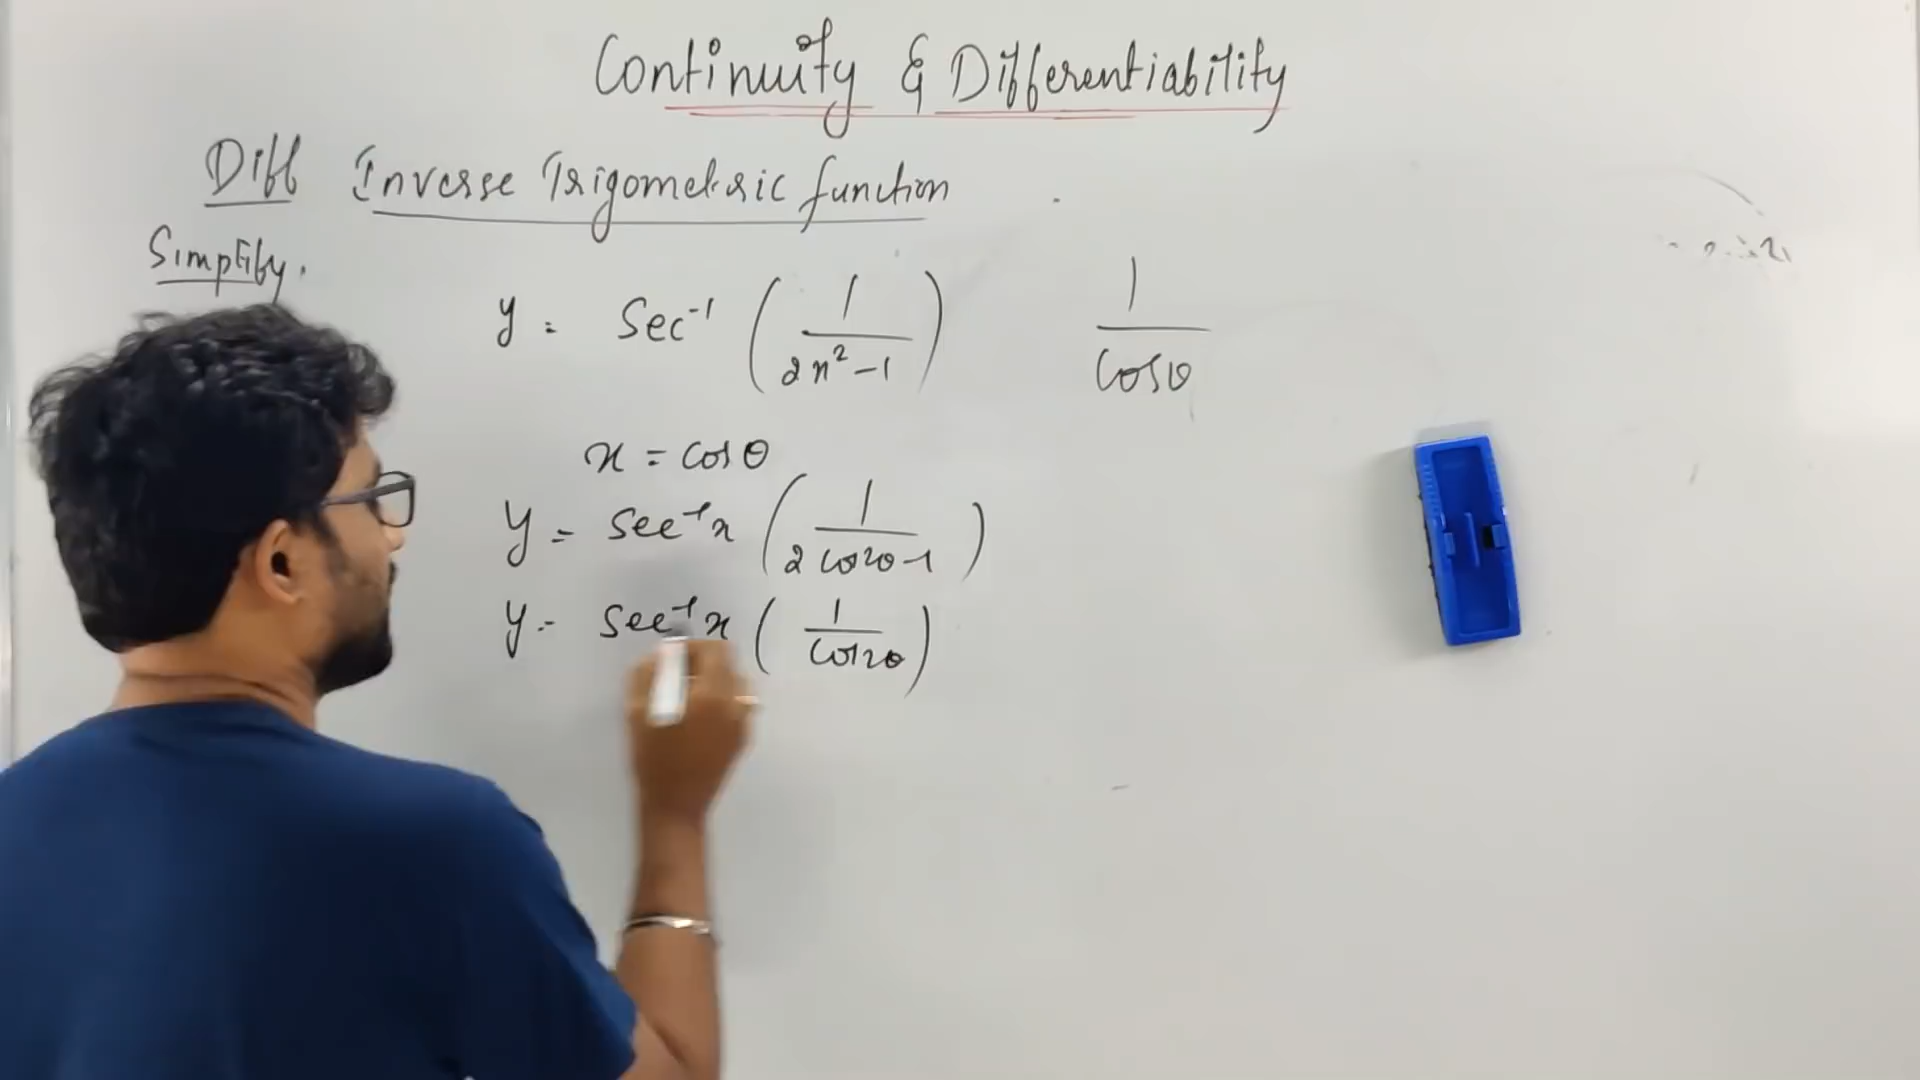 Continuity & Differentiability
Diff Inverse Trigometric function
Simplify.
y = Sec⁻¹ (1/(2x²-1)) 1/cosθ
x = cosθ
y = sec⁻¹x (1/(2cos²θ-1))
y = sec⁻¹x (1/cos2θ)